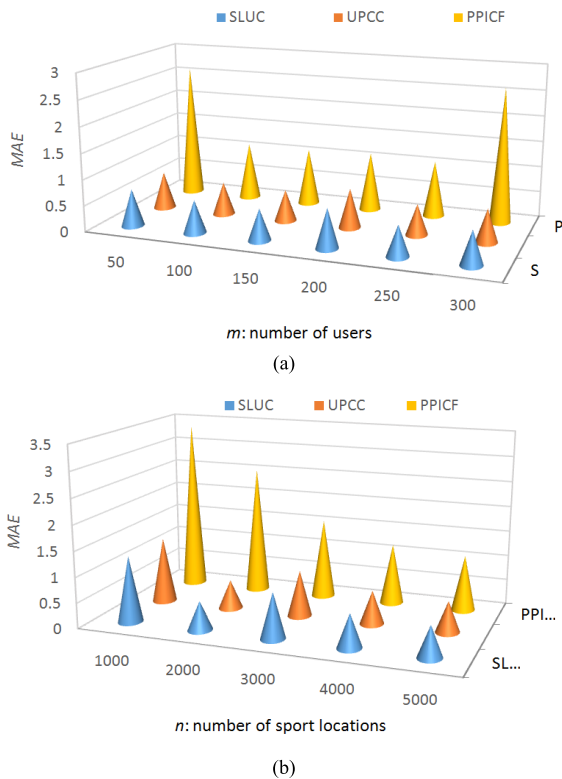 SLUC UPCC PPICF
3
2.5
2
1.5
1
0.5
0
MAE
50 100 150 200 250 300
P
S
m: number of users
(a)
SLUC UPCC PPICF
3.5
3
2.5
2
1.5
1
0.5
0
MAE
1000 2000 3000 4000 5000
PPI...
SL...
n: number of sport locations
(b)